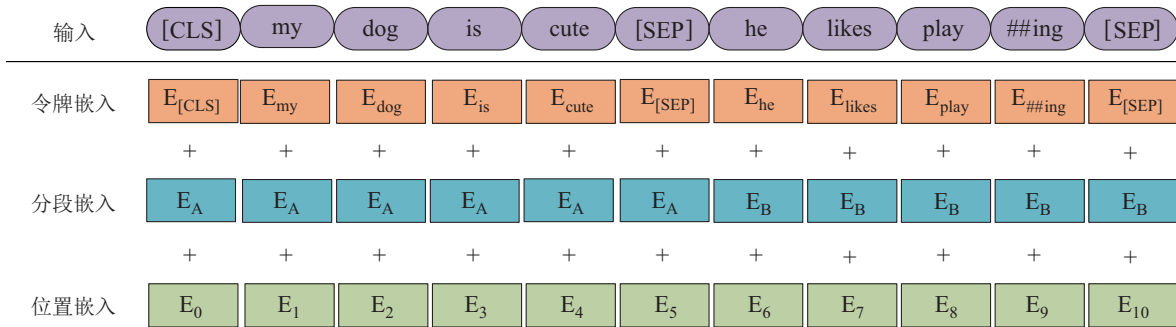 输入 [CLS] my dog is cute [SEP] he likes play ##ing [SEP]
令牌嵌入 E[CLS] Emy Edog Eis Ecute E[SEP] Ehe Elikes Eplay E##ing E[SEP]
+ + + + + + + + + + +
分段嵌入 EA EA EA EA EA EA EB EB EB EB EB
+ + + + + + + + + + +
位置嵌入 E0 E1 E2 E3 E4 E5 E6 E7 E8 E9 E10